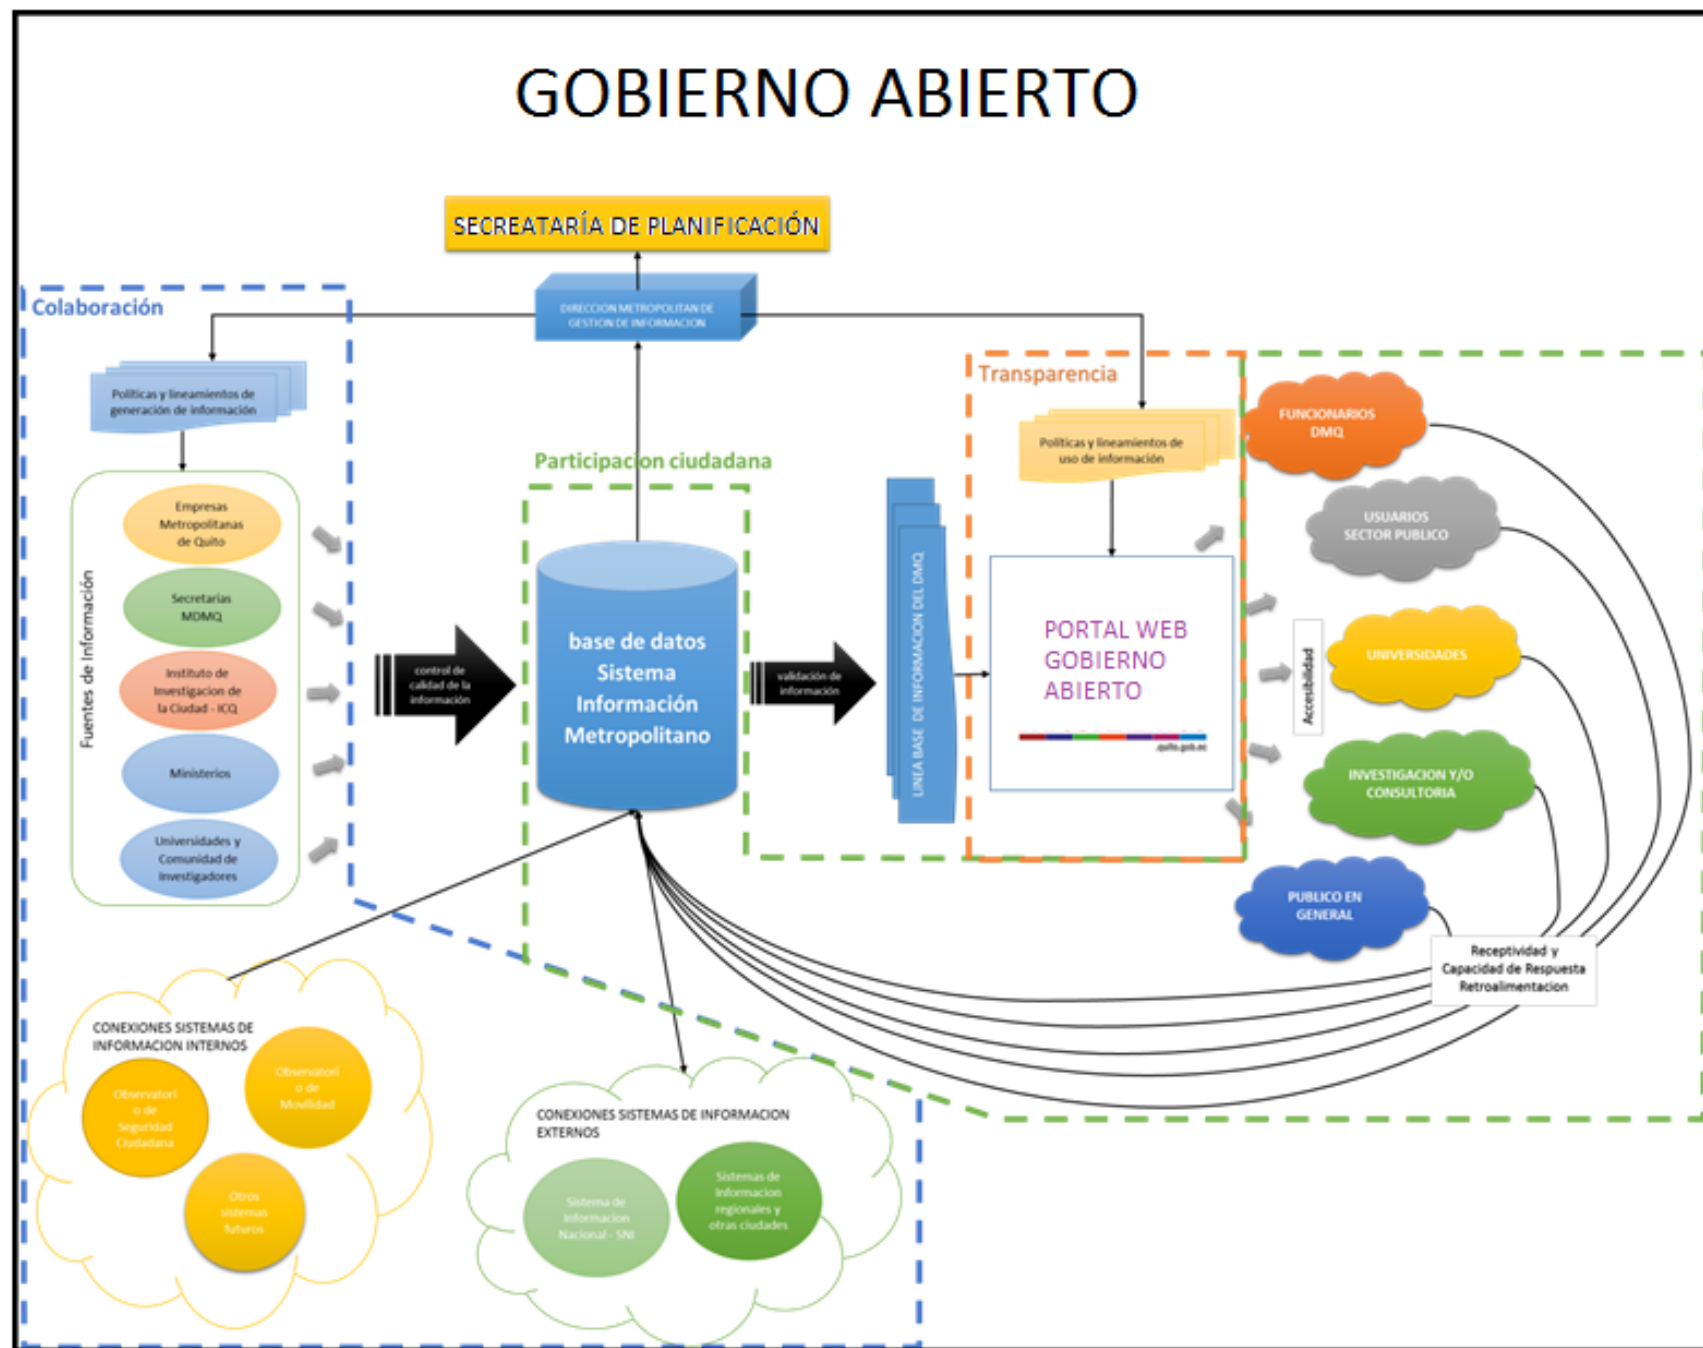 GOBIERNO ABIERTO
SECREATARÍA DE PLANIFICACIÓN
DIRECCION METROPOLITAN DE
GESTION DE INFORMACION
Colaboración
Políticas y lineamientos de
generación de información
Fuentes de Información
Empresas
Metropolitanas
de Quito
Secretarias
MDMQ
Instituto de
Investigacion de
la Ciudad - ICQ
Ministerios
Universidades y
Comunidad de
Investigadores
control de
calidad de la
información
Participacion ciudadana
base de datos
Sistema
Información
Metropolitano
validación de
información
LINEA BASE DE INFORMACION DEL DMQ
Transparencia
Políticas y lineamientos de
uso de información
PORTAL WEB
GOBIERNO
ABIERTO
.quito.gob.ec
Accesibilidad
FUNCIONARIOS
DMQ
USUARIOS
SECTOR PUBLICO
UNIVERSIDADES
INVESTIGACION Y/O
CONSULTORIA
PUBLICO EN
GENERAL
Receptividad y
Capacidad de Respuesta
Retroalimentacion
CONEXIONES SISTEMAS DE
INFORMACION INTERNOS
Observatori
o de
Seguridad
Ciudadana
Observatori
o de
Movilidad
Otros
sistemas
futuros
CONEXIONES SISTEMAS DE INFORMACION
EXTERNOS
Sistema de
Informacion
Nacional - SNI
Sistemas de
Informacion
regionales y
otras ciudades